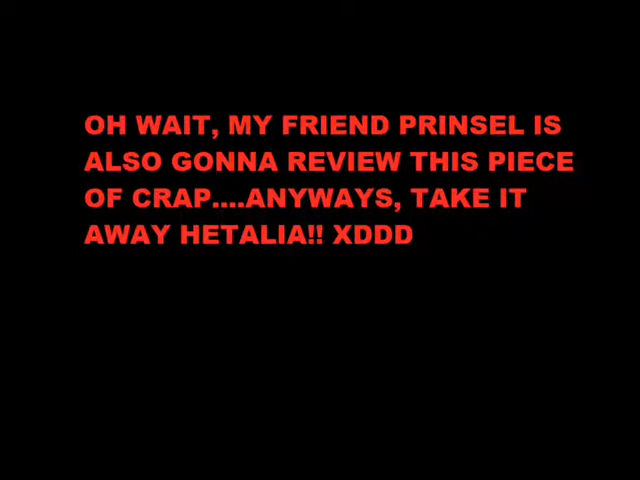 OH WAIT, MY FRIEND PRINSEL IS
ALSO GONNA REVIEW THIS PIECE
OF CRAP....ANYWAYS, TAKE IT
AWAY HETALIA!! XDDD